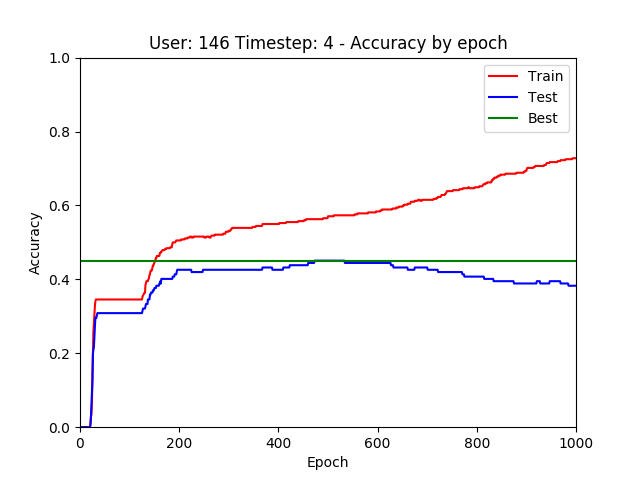 User: 146 Timestep: 4 - Accuracy by epoch
1.0
Train
Test
Best
0.8
0.6
Accuracy
0.4
0.2
0.0
0 200 400 600 800 1000
Epoch